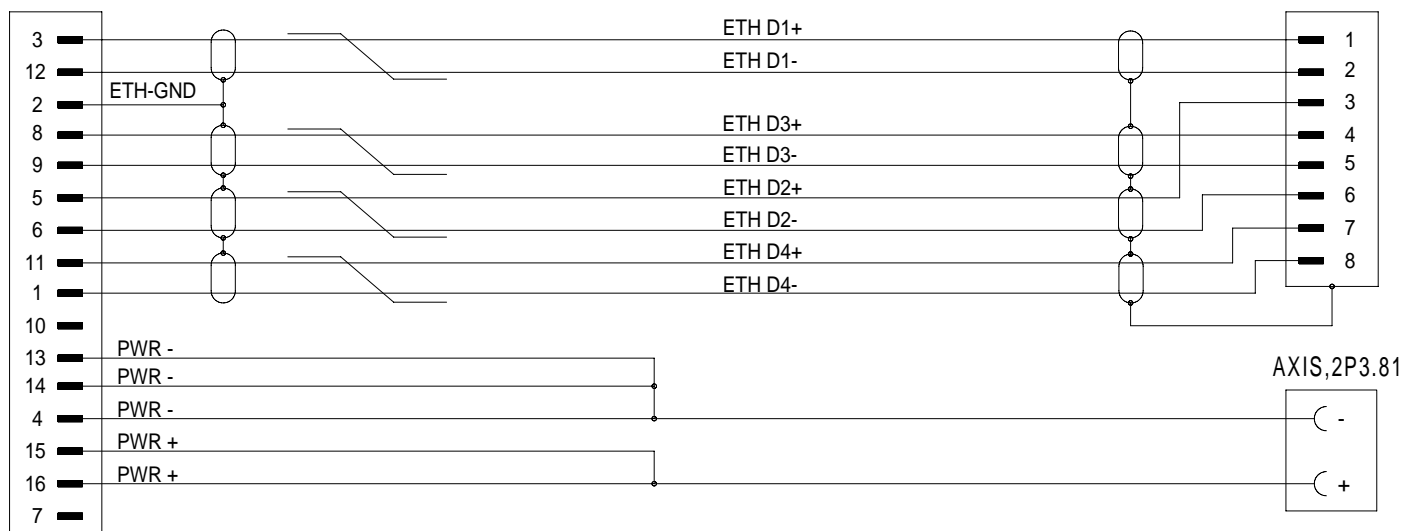 3 ETH D1+ 1
12 ETH D1- 2
2 ETH-GND 3
8 ETH D3+ 4
9 ETH D3- 5
5 ETH D2+ 6
6 ETH D2- 7
11 ETH D4+ 8
1 ETH D4-
10
13 PWR -
14 PWR -
AXIS,2P3.81
4 PWR - -
15 PWR +
16 PWR + +
7